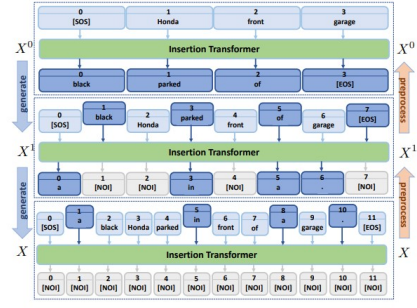 0 1 2 3
[SOS] Honda front garage
X^0 X^0
Insertion Transformer
0 1 2 3
black parked of [EOS]
generate preprocess
0 1 2 3 4 5 6 7
[SOS] black Honda parked front of garage [EOS]
X^1 X^1
Insertion Transformer
0 1 2 3 4 5 6 7
a [NOI] [NOI] in [NOI] a . [NOI]
generate preprocess
0 1 2 3 4 5 6 7 8 9 10 11
[SOS] a black Honda parked in front of a garage . [EOS]
X X
Insertion Transformer
0 1 2 3 4 5 6 7 8 9 10 11
[NOI] [NOI] [NOI] [NOI] [NOI] [NOI] [NOI] [NOI] [NOI] [NOI] [NOI] [NOI]